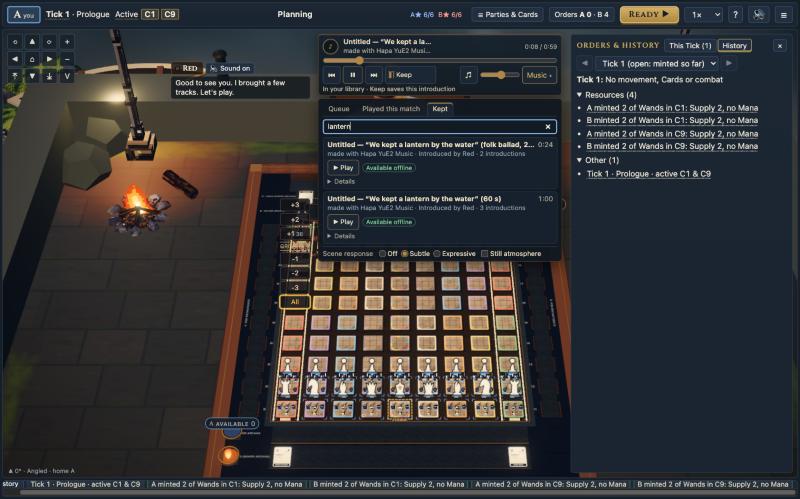 A you
Tick 1 · Prologue Active C1 C9
Planning
A★ 6/6 B★ 6/6
≡ Parties & Cards
Orders A 0 · B 4
READY ▶
1×
?
RED
Sound on
Good to see you. I brought a few tracks. Let's play.
Untitled — “We kept a la...
made with Hapa YuE2 Musi...
0:08 / 0:59
Keep
Music
In your library · Keep saves this introduction
Queue Played this match Kept
lantern
Untitled — “We kept a lantern by the water” (folk ballad, 2... 0:24
made with Hapa YuE2 Music · Introduced by Red · 2 introductions
▶ Play Available offline
▶ Details
Untitled — “We kept a lantern by the water” (60 s) 1:00
made with Hapa YuE2 Music · Introduced by Red · 3 introductions
▶ Play Available offline
▶ Details
Scene response Off Subtle Expressive Still atmosphere
+3
+2
-1
-2
-3
All
A AVAILABLE 0
ORDERS & HISTORY This Tick (1) History ×
Tick 1 (open: minted so far)
Tick 1: No movement, Cards or combat
▼ Resources (4)
• A minted 2 of Wands in C1: Supply 2, no Mana
• B minted 2 of Wands in C1: Supply 2, no Mana
• A minted 2 of Wands in C9: Supply 2, no Mana
• B minted 2 of Wands in C9: Supply 2, no Mana
▼ Other (1)
• Tick 1 · Prologue · active C1 & C9
▲ 0° · Angled · home A
story Tick 1 · Prologue · active C1 & C9 A minted 2 of Wands in C1: Supply 2, no Mana B minted 2 of Wands in C1: Supply 2, no Mana A minted 2 of Wands in C9: Supply 2, no Mana B minted 2 of Wands in C9: Supply 2, no Mana